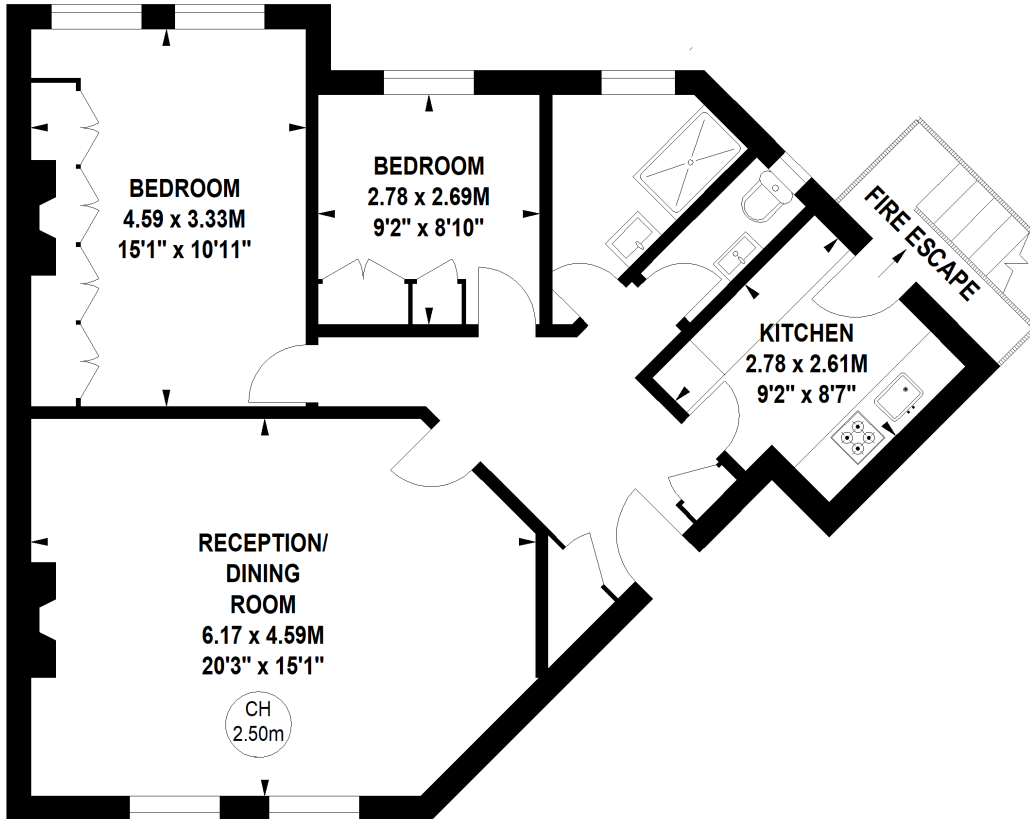 BEDROOM
4.59 x 3.33M
15'1" x 10'11"
BEDROOM
2.78 x 2.69M
9'2" x 8'10"
FIRE ESCAPE
KITCHEN
2.78 x 2.61M
9'2" x 8'7"
RECEPTION/
DINING
ROOM
6.17 x 4.59M
20'3" x 15'1"
CH
2.50m